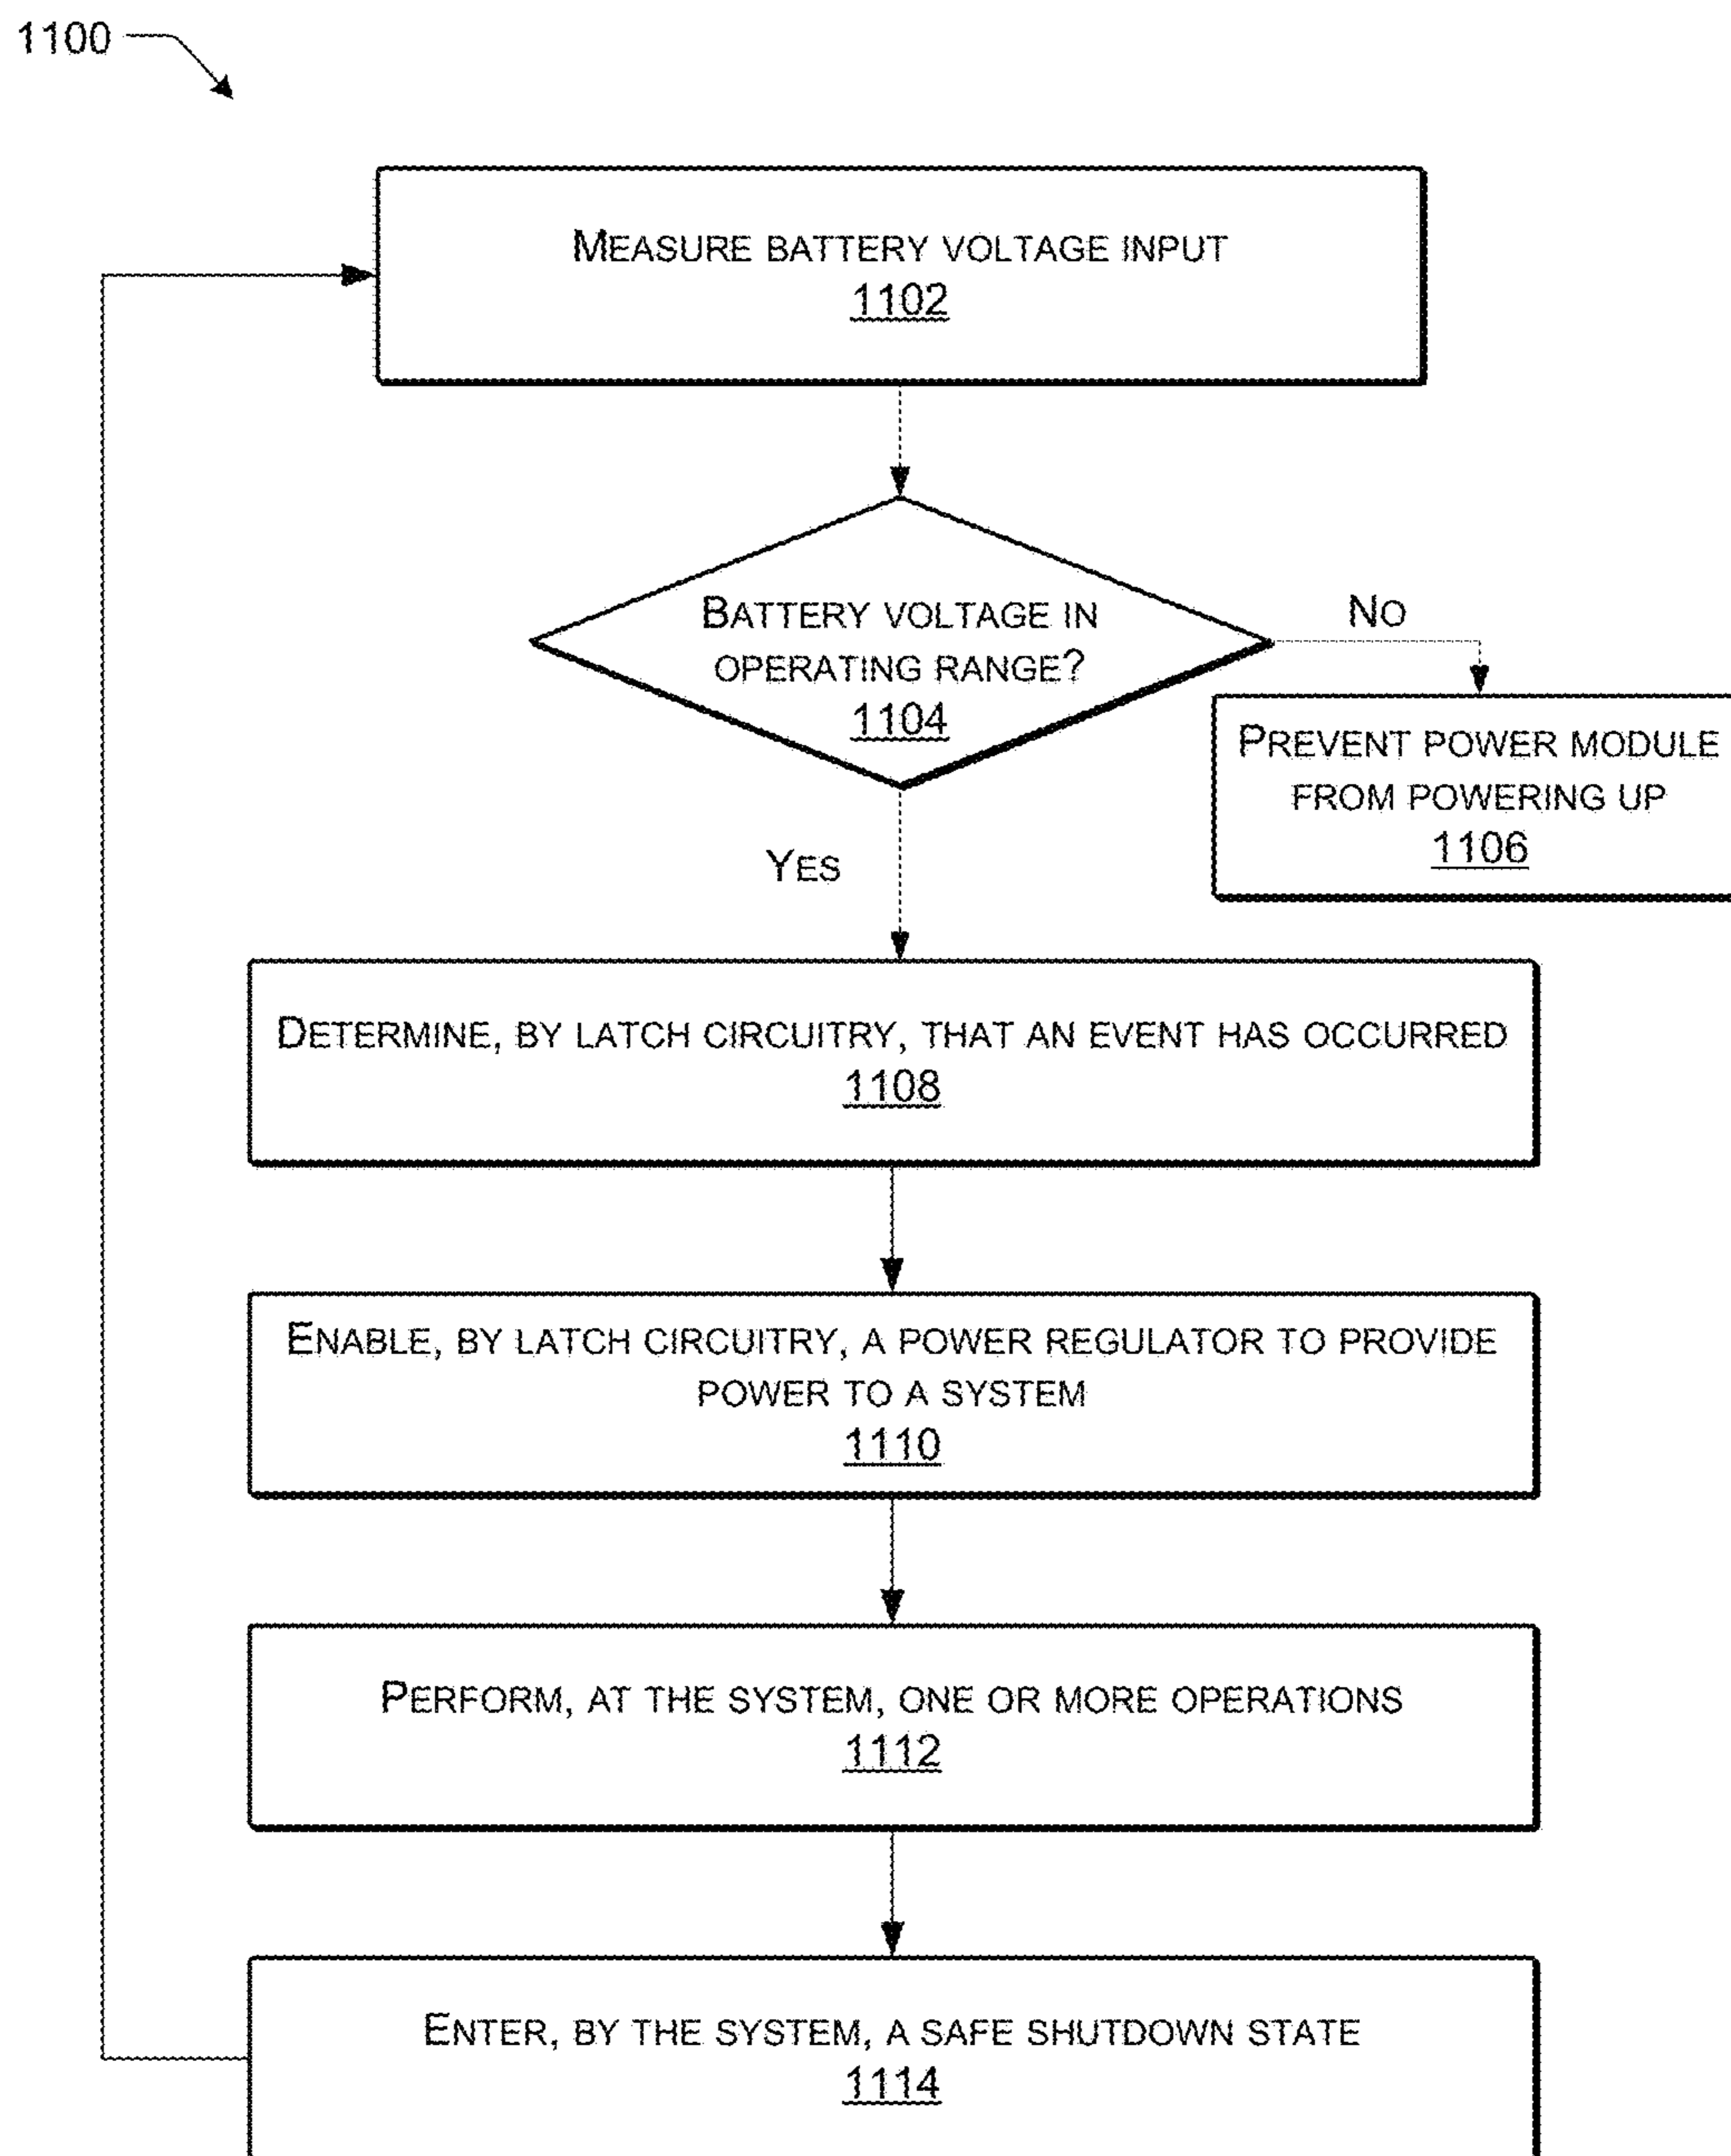 1100
MEASURE BATTERY VOLTAGE INPUT
1102
BATTERY VOLTAGE IN
OPERATING RANGE?
1104
NO
PREVENT POWER MODULE
FROM POWERING UP
1106
YES
DETERMINE, BY LATCH CIRCUITRY, THAT AN EVENT HAS OCCURRED
1108
ENABLE, BY LATCH CIRCUITRY, A POWER REGULATOR TO PROVIDE
POWER TO A SYSTEM
1110
PERFORM, AT THE SYSTEM, ONE OR MORE OPERATIONS
1112
ENTER, BY THE SYSTEM, A SAFE SHUTDOWN STATE
1114